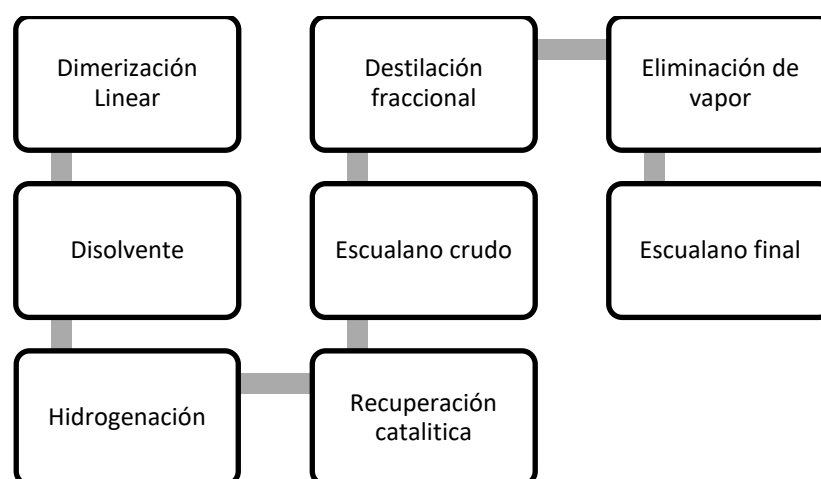 Dimerización
Linear
Disolvente
Hidrogenación
Recuperación
catalitica
Escualano crudo
Destilación
fraccional
Eliminación de
vapor
Escualano final